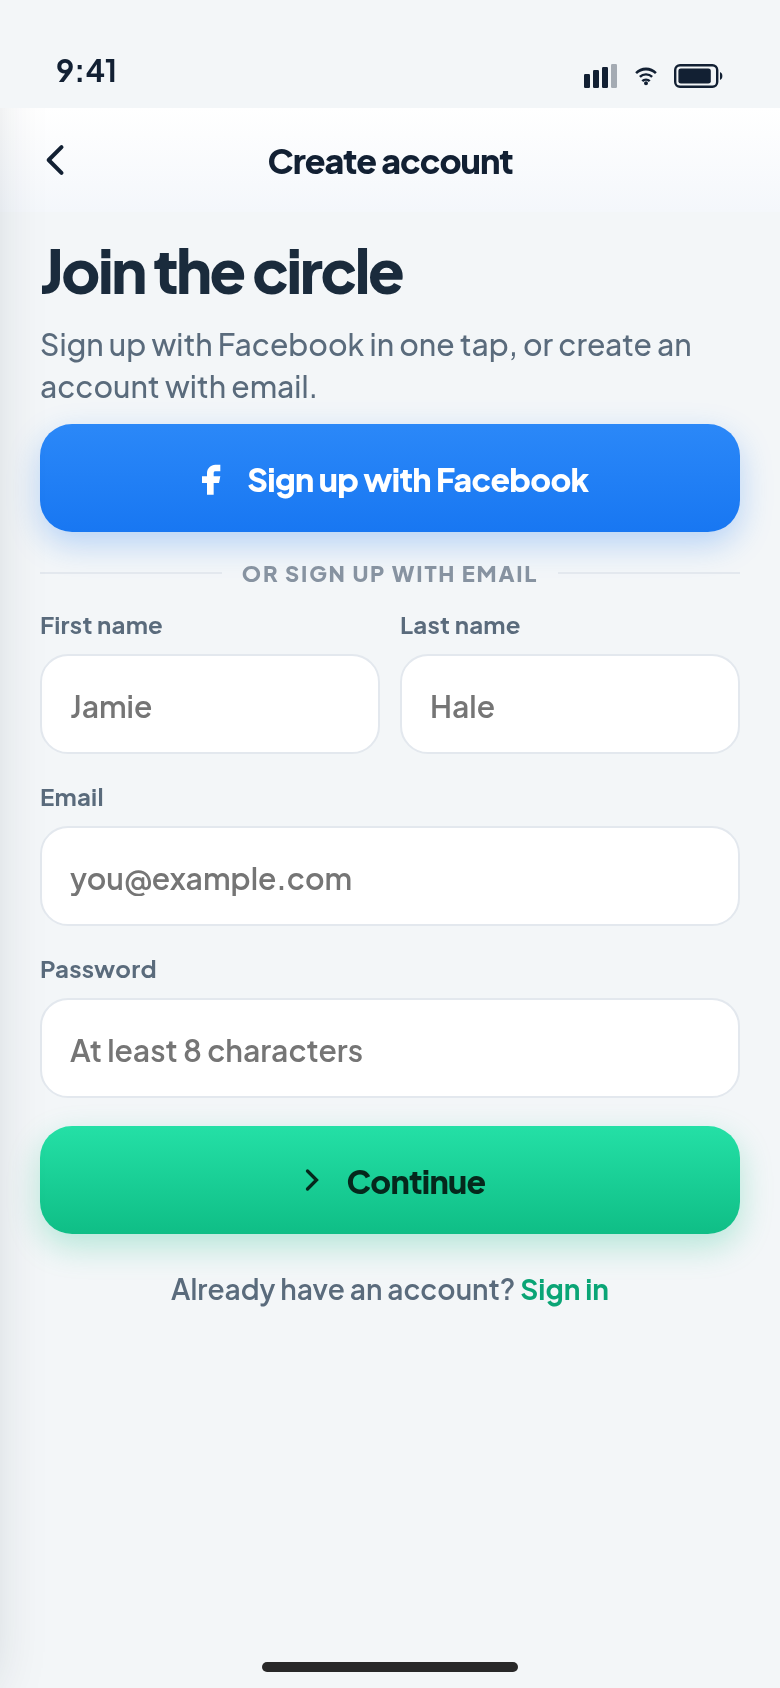 9:41
Create account
Join the circle
Sign up with Facebook in one tap, or create an
account with email.
Sign up with Facebook
OR SIGN UP WITH EMAIL
First name
Last name
Jamie
Hale
Email
you@example.com
Password
At least 8 characters
Continue
Already have an account? Sign in